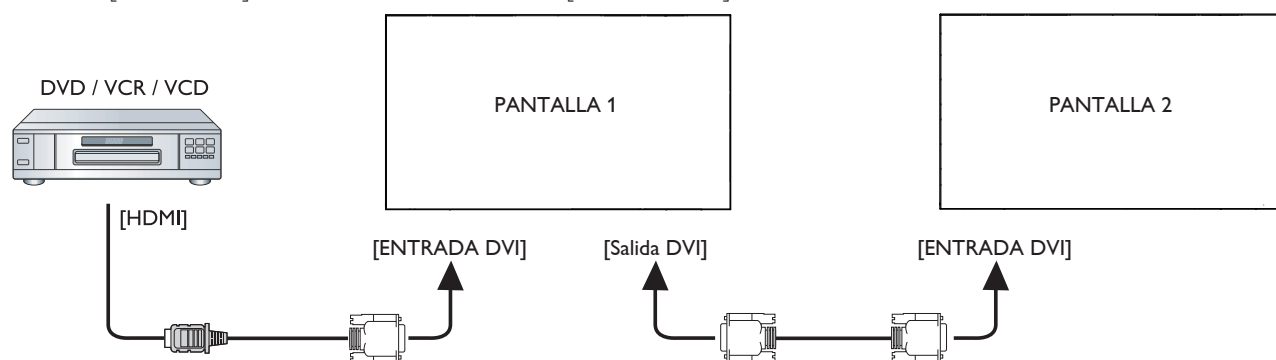 DVD / VCR / VCD
PANTALLA 1
PANTALLA 2
[HDMI]
[ENTRADA DVI]
[Salida DVI]
[ENTRADA DVI]